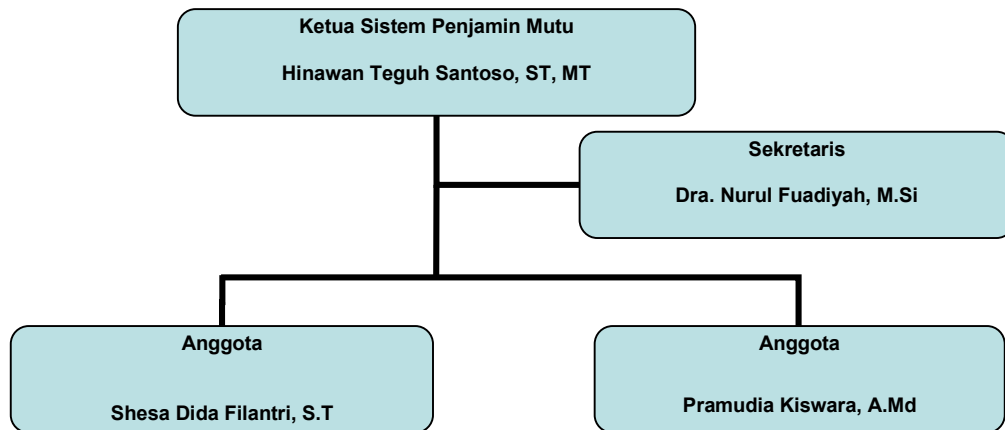 Ketua Sistem Penjamin Mutu
Hinawan Teguh Santoso, ST, MT
Sekretaris
Dra. Nurul Fuadiyah, M.Si
Anggota
Shesa Dida Filantri, S.T
Anggota
Pramudia Kiswara, A.Md